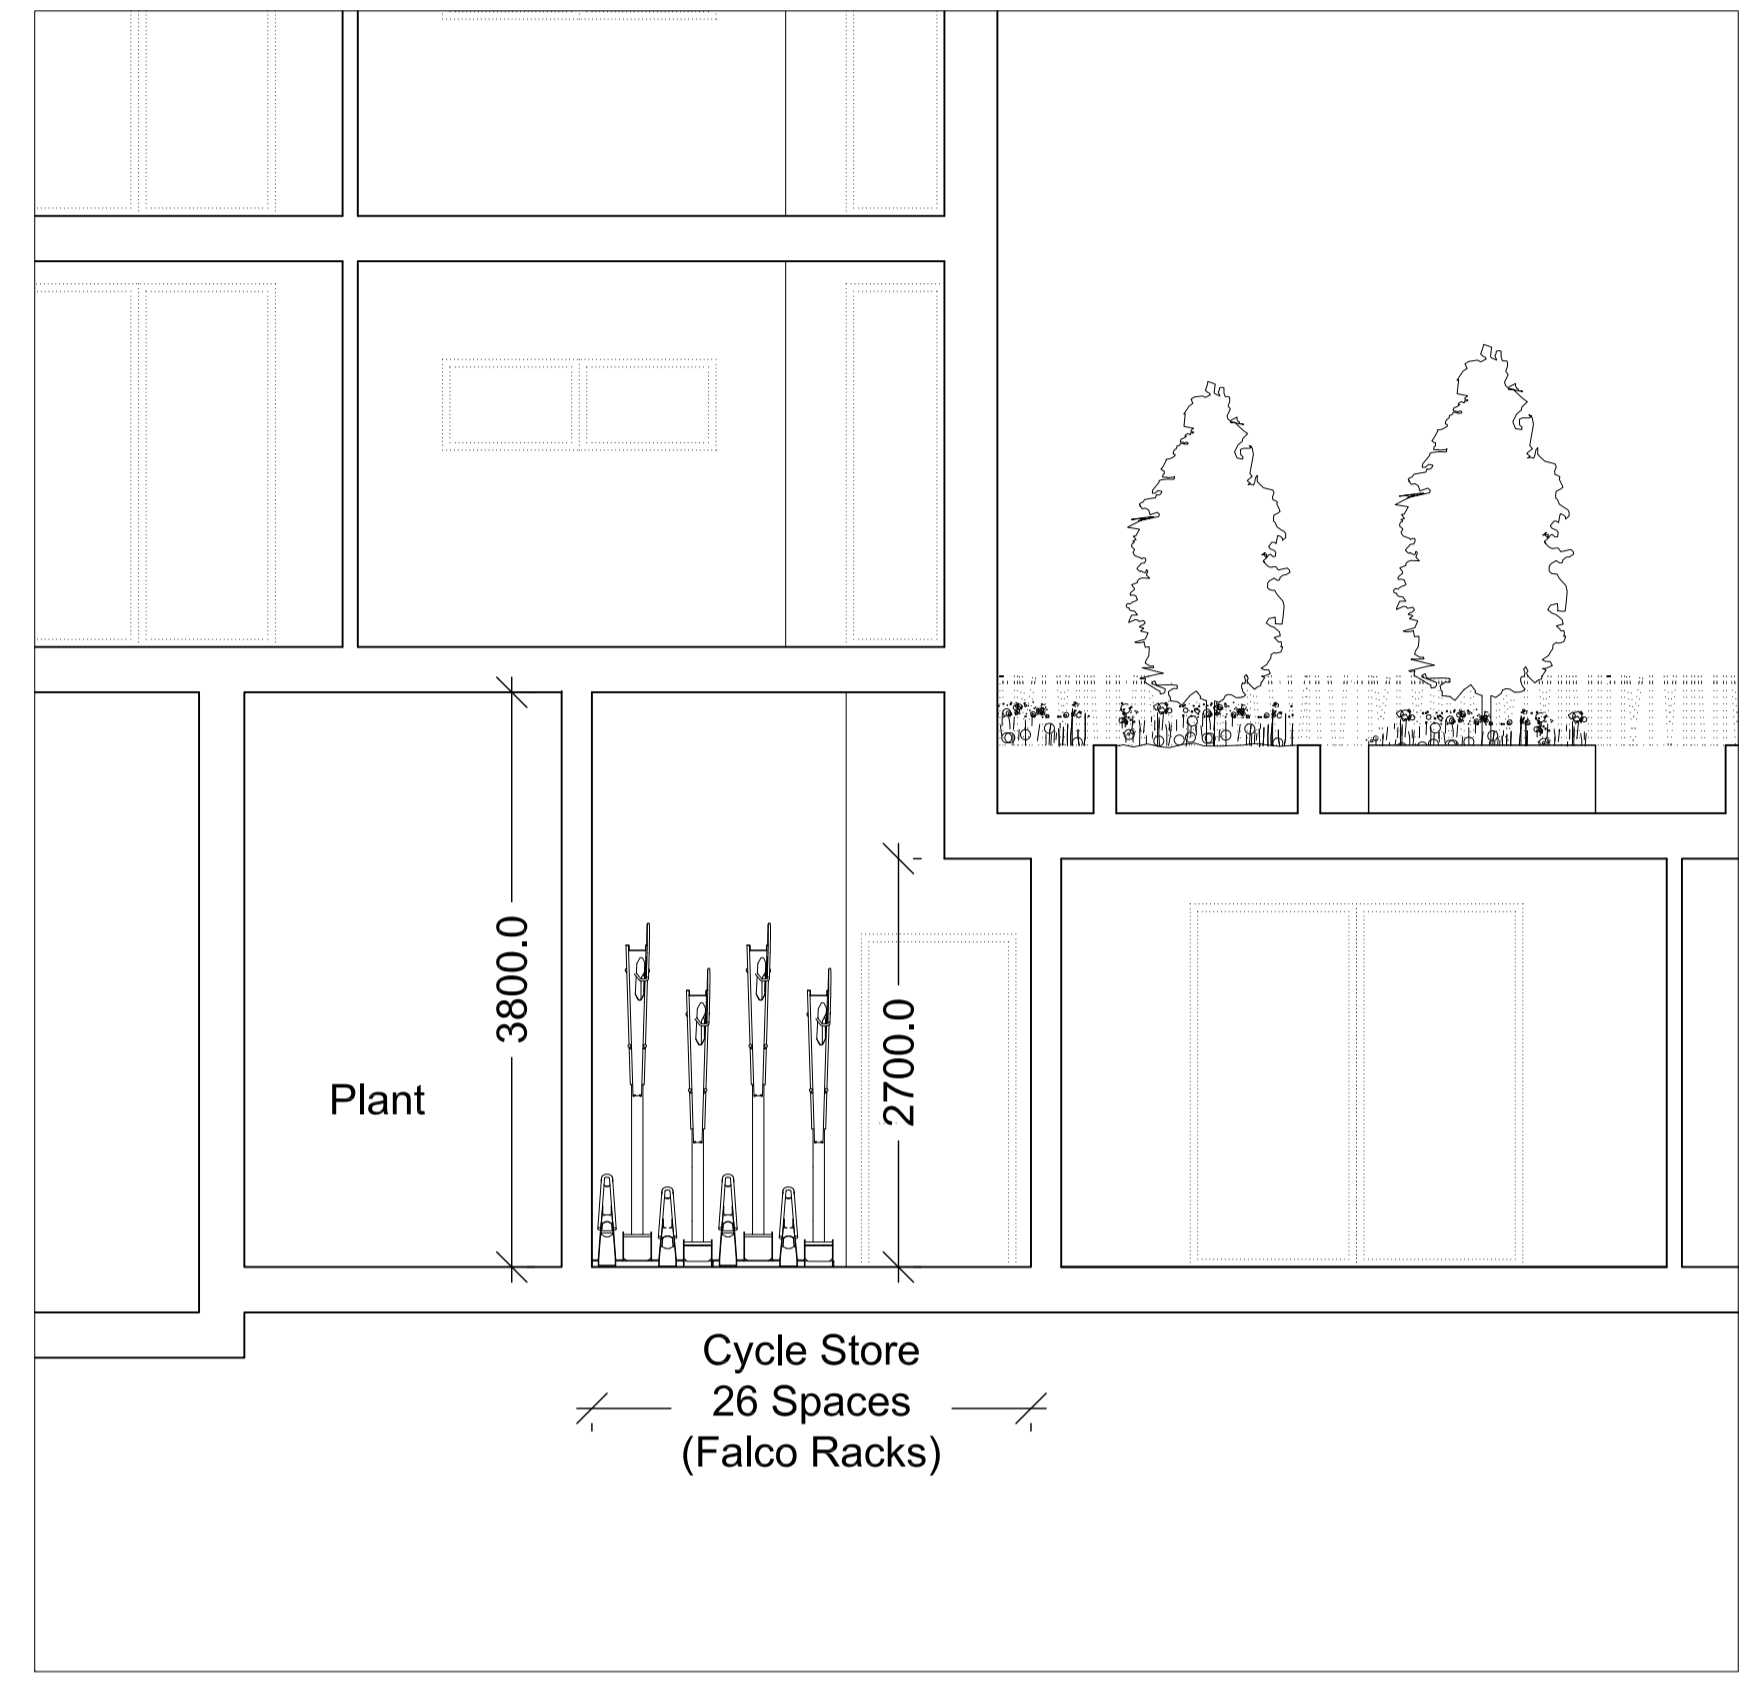 3800.0
2700.0
Plant
Cycle Store
26 Spaces
(Falco Racks)